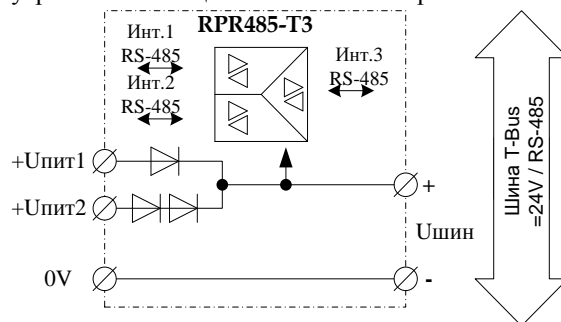 RPR485-T3
Инт.1
RS-485
Инт.2
RS-485
Инт.3
RS-485
+Uпит1
+Uпит2
0V
+
Uшин
-
Шина T-Bus
=24V / RS-485